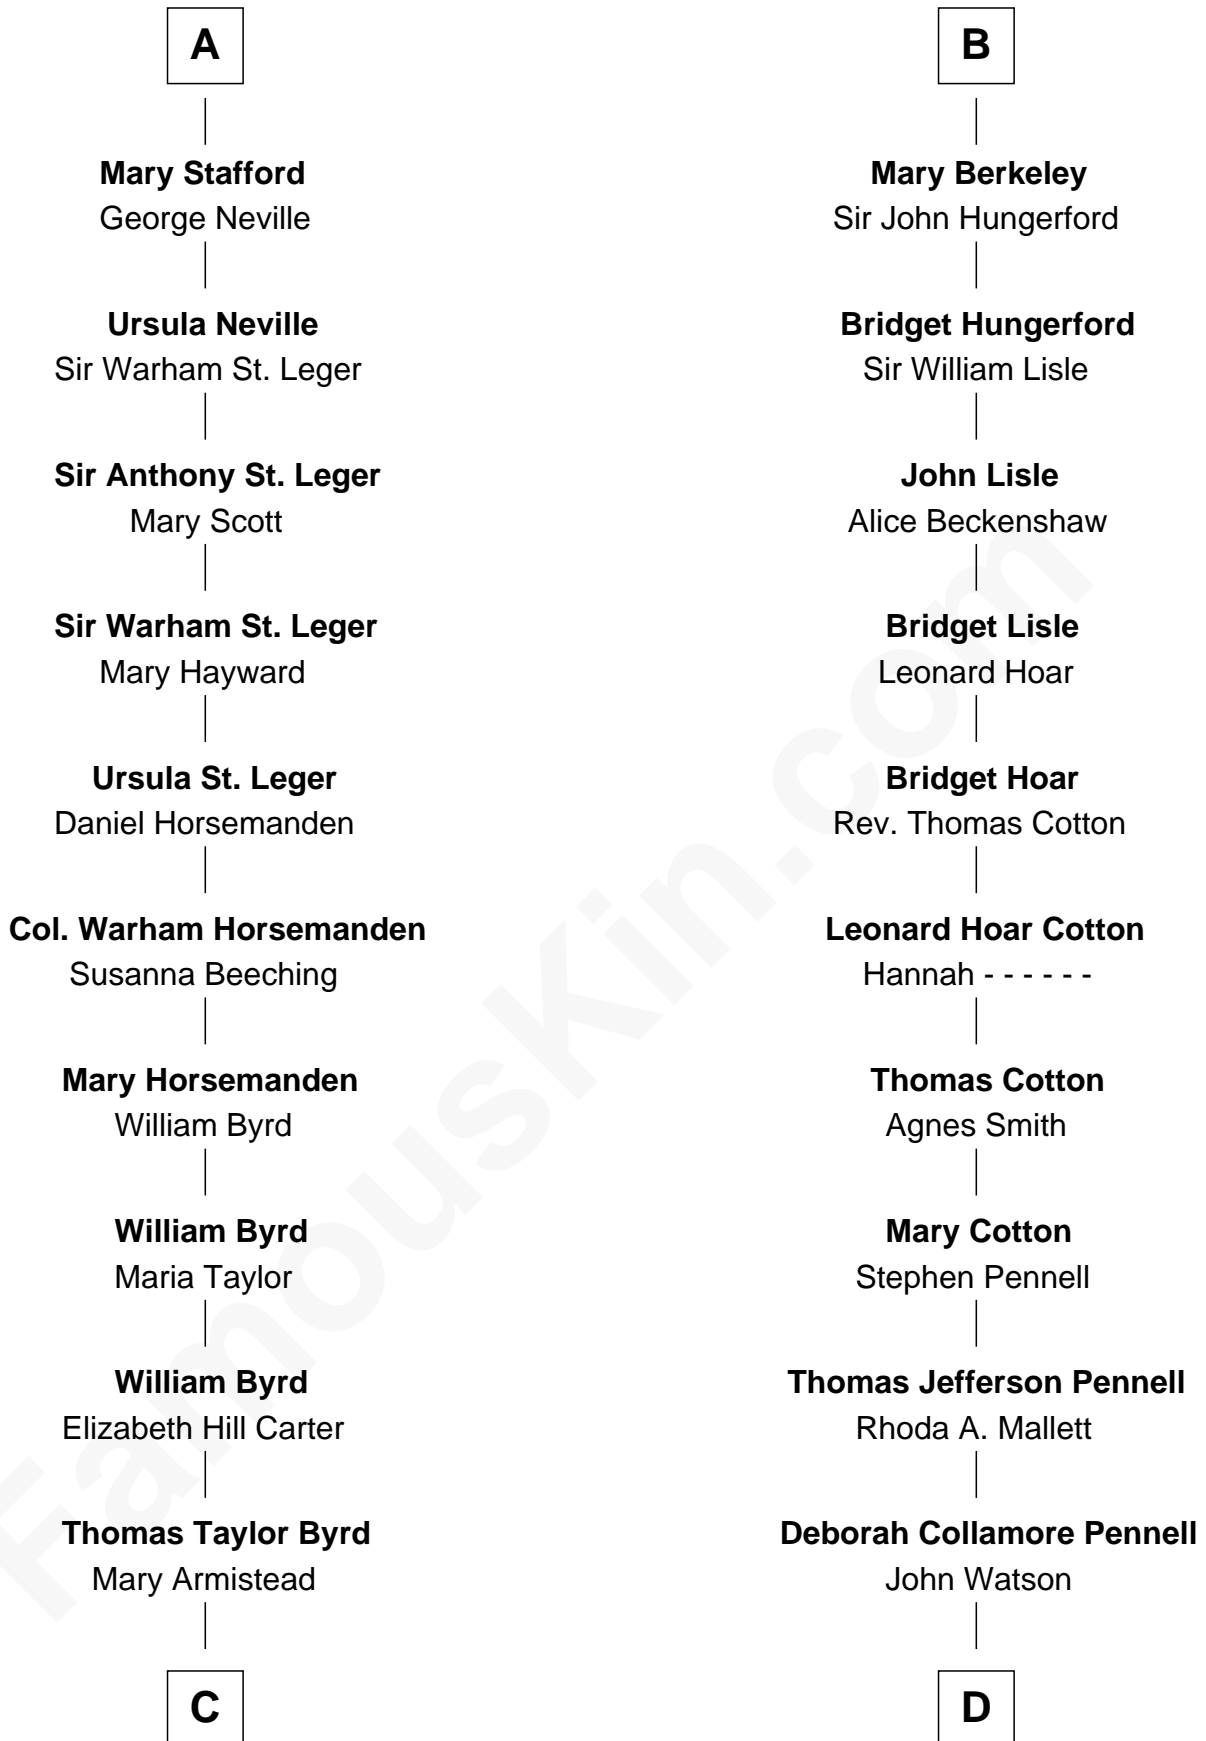 A
Mary Stafford
George Neville
Ursula Neville
Sir Warham St. Leger
Sir Anthony St. Leger
Mary Scott
Sir Warham St. Leger
Mary Hayward
Ursula St. Leger
Daniel Horsemanden
Col. Warham Horsemanden
Susanna Beeching
Mary Horsemanden
William Byrd
William Byrd
Maria Taylor
William Byrd
Elizabeth Hill Carter
Thomas Taylor Byrd
Mary Armistead
C
B
Mary Berkeley
Sir John Hungerford
Bridget Hungerford
Sir William Lisle
John Lisle
Alice Beckenshaw
Bridget Lisle
Leonard Hoar
Bridget Hoar
Rev. Thomas Cotton
Leonard Hoar Cotton
Hannah - - - - - -
Thomas Cotton
Agnes Smith
Mary Cotton
Stephen Pennell
Thomas Jefferson Pennell
Rhoda A. Mallett
Deborah Collamore Pennell
John Watson
D
FamousKin.com